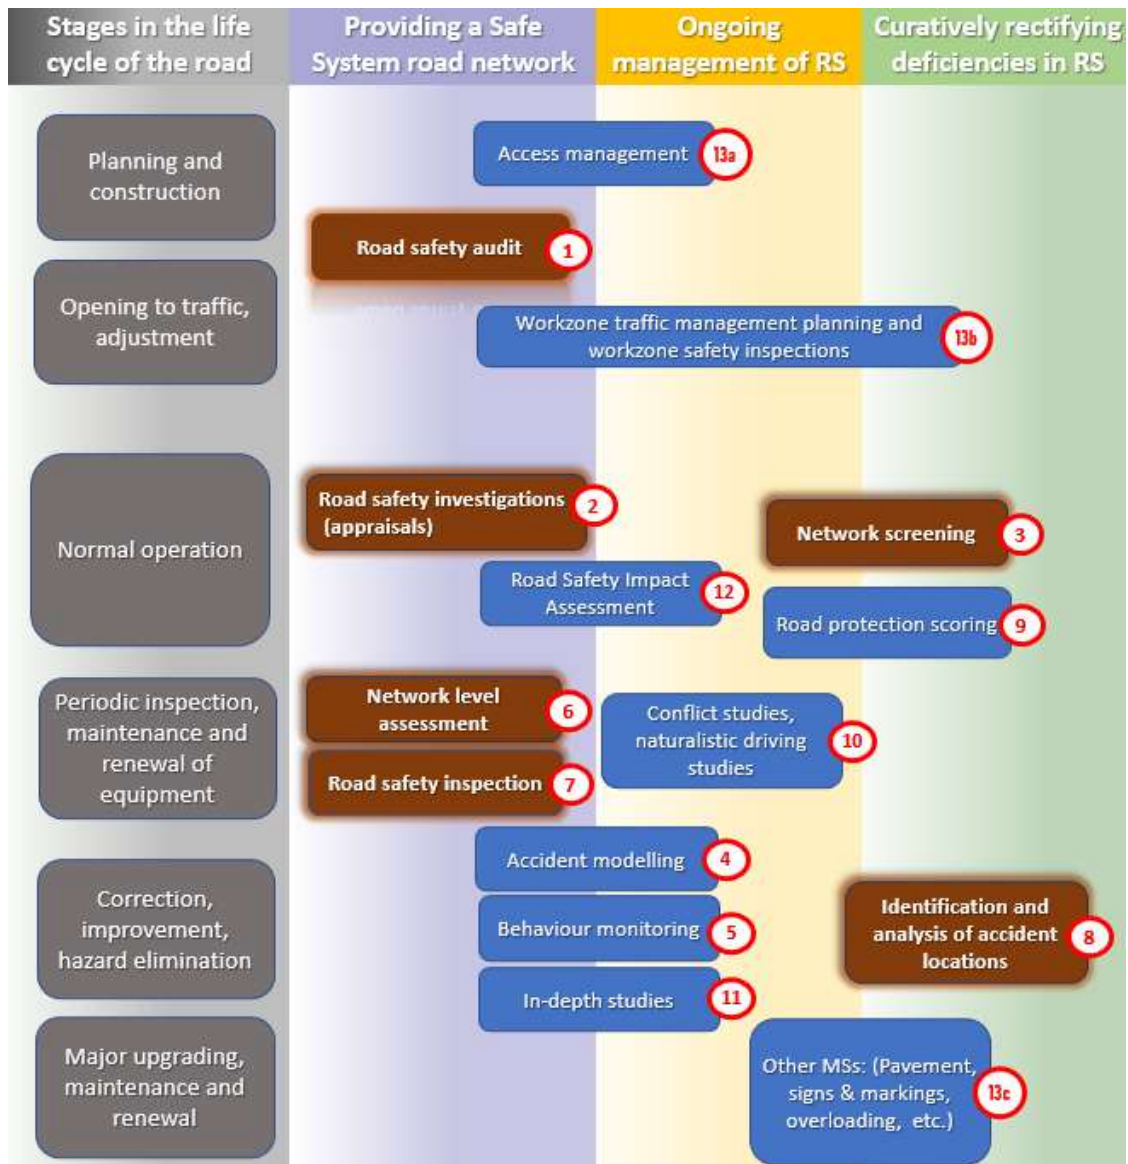 Stages in the life
cycle of the road
Providing a Safe
System road network
Ongoing
management of RS
Curatively rectifying
deficiencies in RS
Planning and
construction
Access management
13a
Road safety audit
1
Opening to traffic,
adjustment
Workzone traffic management planning and
workzone safety inspections
13b
Normal operation
Road safety investigations
(appraisals)
2
Network screening
3
Road Safety Impact
Assessment
12
Road protection scoring
9
Periodic inspection,
maintenance and
renewal of
equipment
Network level
assessment
6
Conflict studies,
naturalistic driving
studies
10
Road safety inspection
7
Correction,
improvement,
hazard elimination
Accident modelling
4
Behaviour monitoring
5
Identification and
analysis of accident
locations
8
In-depth studies
11
Major upgrading,
maintenance and
renewal
Other MSs: (Pavement,
signs & markings,
overloading, etc.)
13c